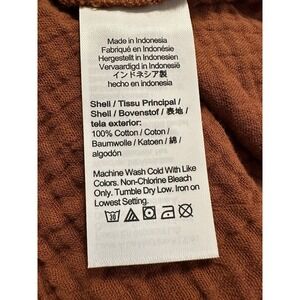 Made in Indonesia
Fabriqué en Indonésie
Hergestellt in Indonesien
Vervaardigd in Indonesië
インドネシア製
hecho en indonesia
Shell / Tissu Principal /
Shell / Bovenstof / 表地 /
tela exterior:
100% Cotton / Coton /
Baumwolle / Katoen / 綿 /
algodón
Machine Wash Cold With Like
Colors. Non-Chlorine Bleach
Only. Tumble Dry Low. Iron on
Lowest Setting.